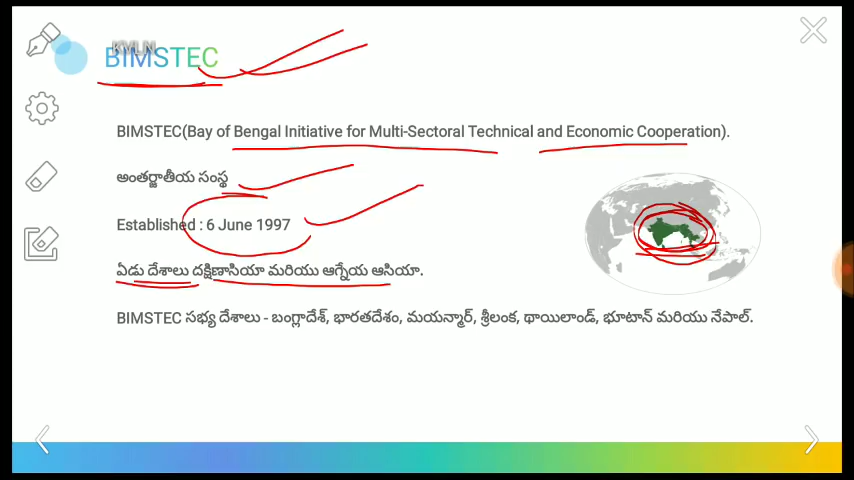 KVLN
BIMSTEC
BIMSTEC(Bay of Bengal Initiative for Multi-Sectoral Technical and Economic Cooperation).
అంతర్జాతీయ సంస్థ
Established : 6 June 1997
ఏడు దేశాలు దక్షిణాసియా మరియు ఆగ్నేయ ఆసియా.
BIMSTEC సభ్య దేశాలు - బంగ్లాదేశ్, భారతదేశం, మయన్మార్, శ్రీలంక, థాయిలాండ్, భూటాన్ మరియు నేపాల్.